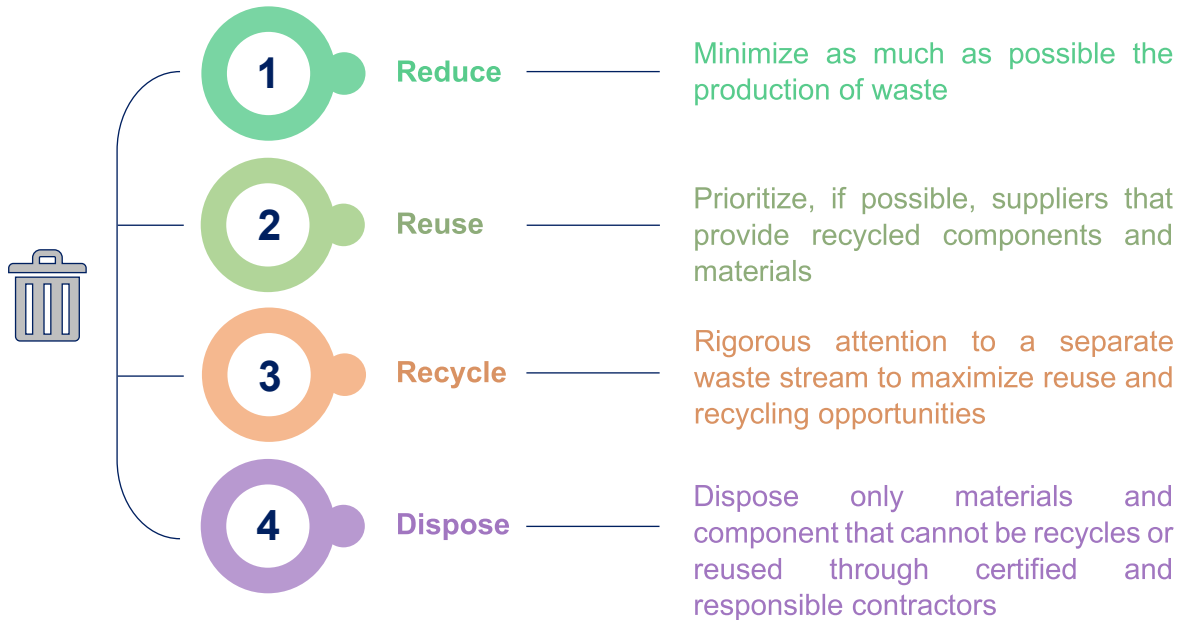 1
Reduce
Minimize as much as possible the
production of waste
2
Reuse
Prioritize, if possible, suppliers that
provide recycled components and
materials
3
Recycle
Rigorous attention to a separate
waste stream to maximize reuse and
recycling opportunities
4
Dispose
Dispose only materials and
component that cannot be recycles or
reused through certified and
responsible contractors